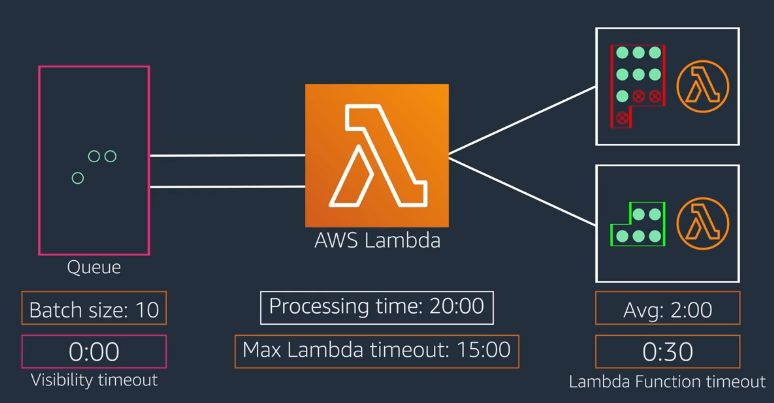 AWS Lambda
Queue
Batch size: 10
Processing time: 20:00
Avg: 2:00
0:00
Max Lambda timeout: 15:00
0:30
Visibility timeout
Lambda Function timeout